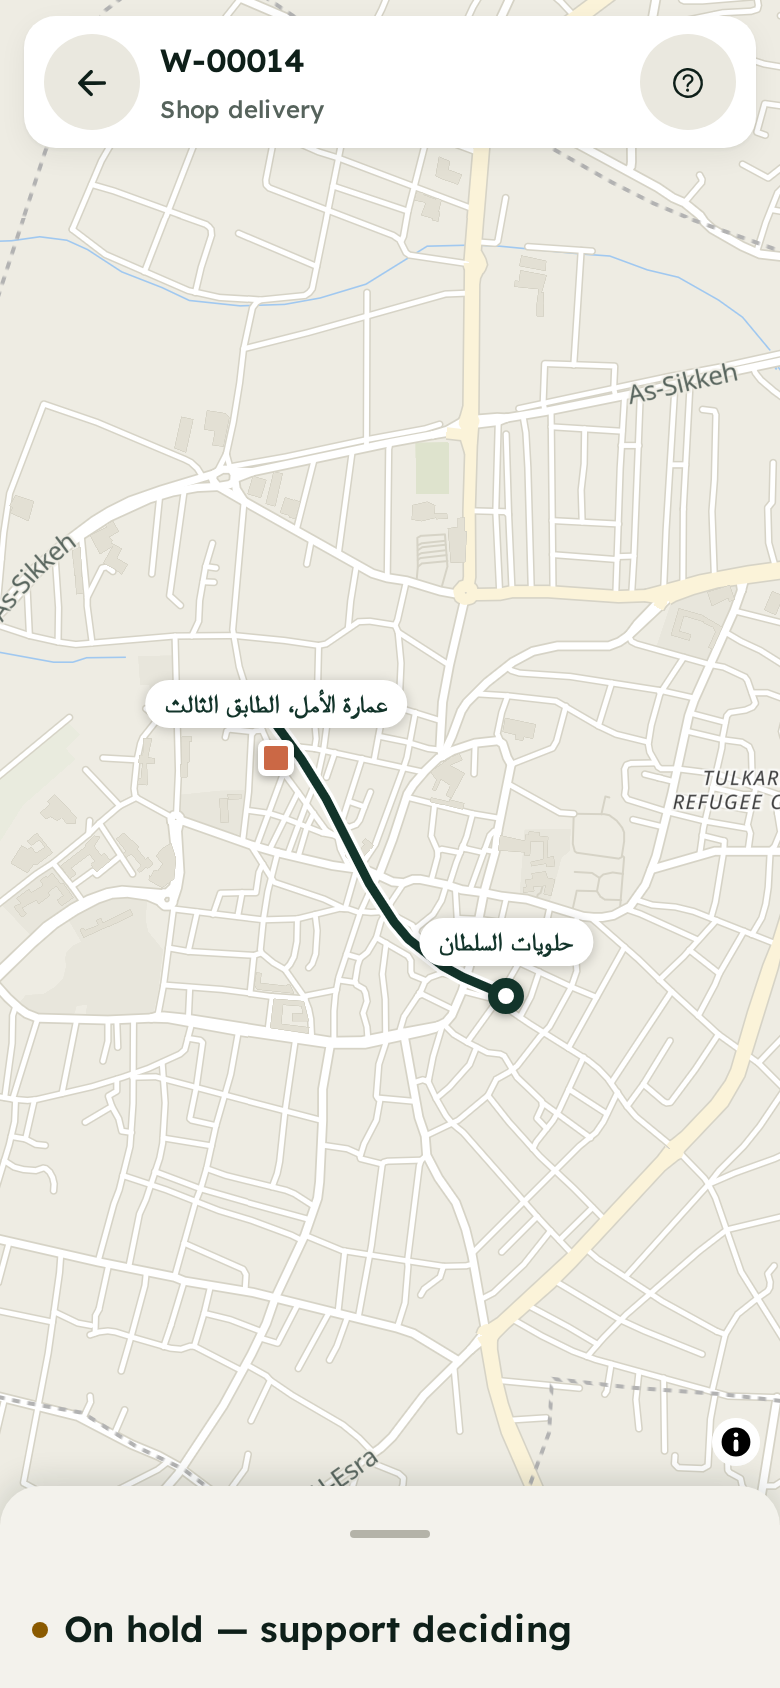 W-00014
Shop delivery
As-Sikkeh
As-Sikkeh
عمارة الأمل، الطابق الثالث
TULKAR
REFUGEE C
حلويات السلطان
l-Esra
On hold — support deciding